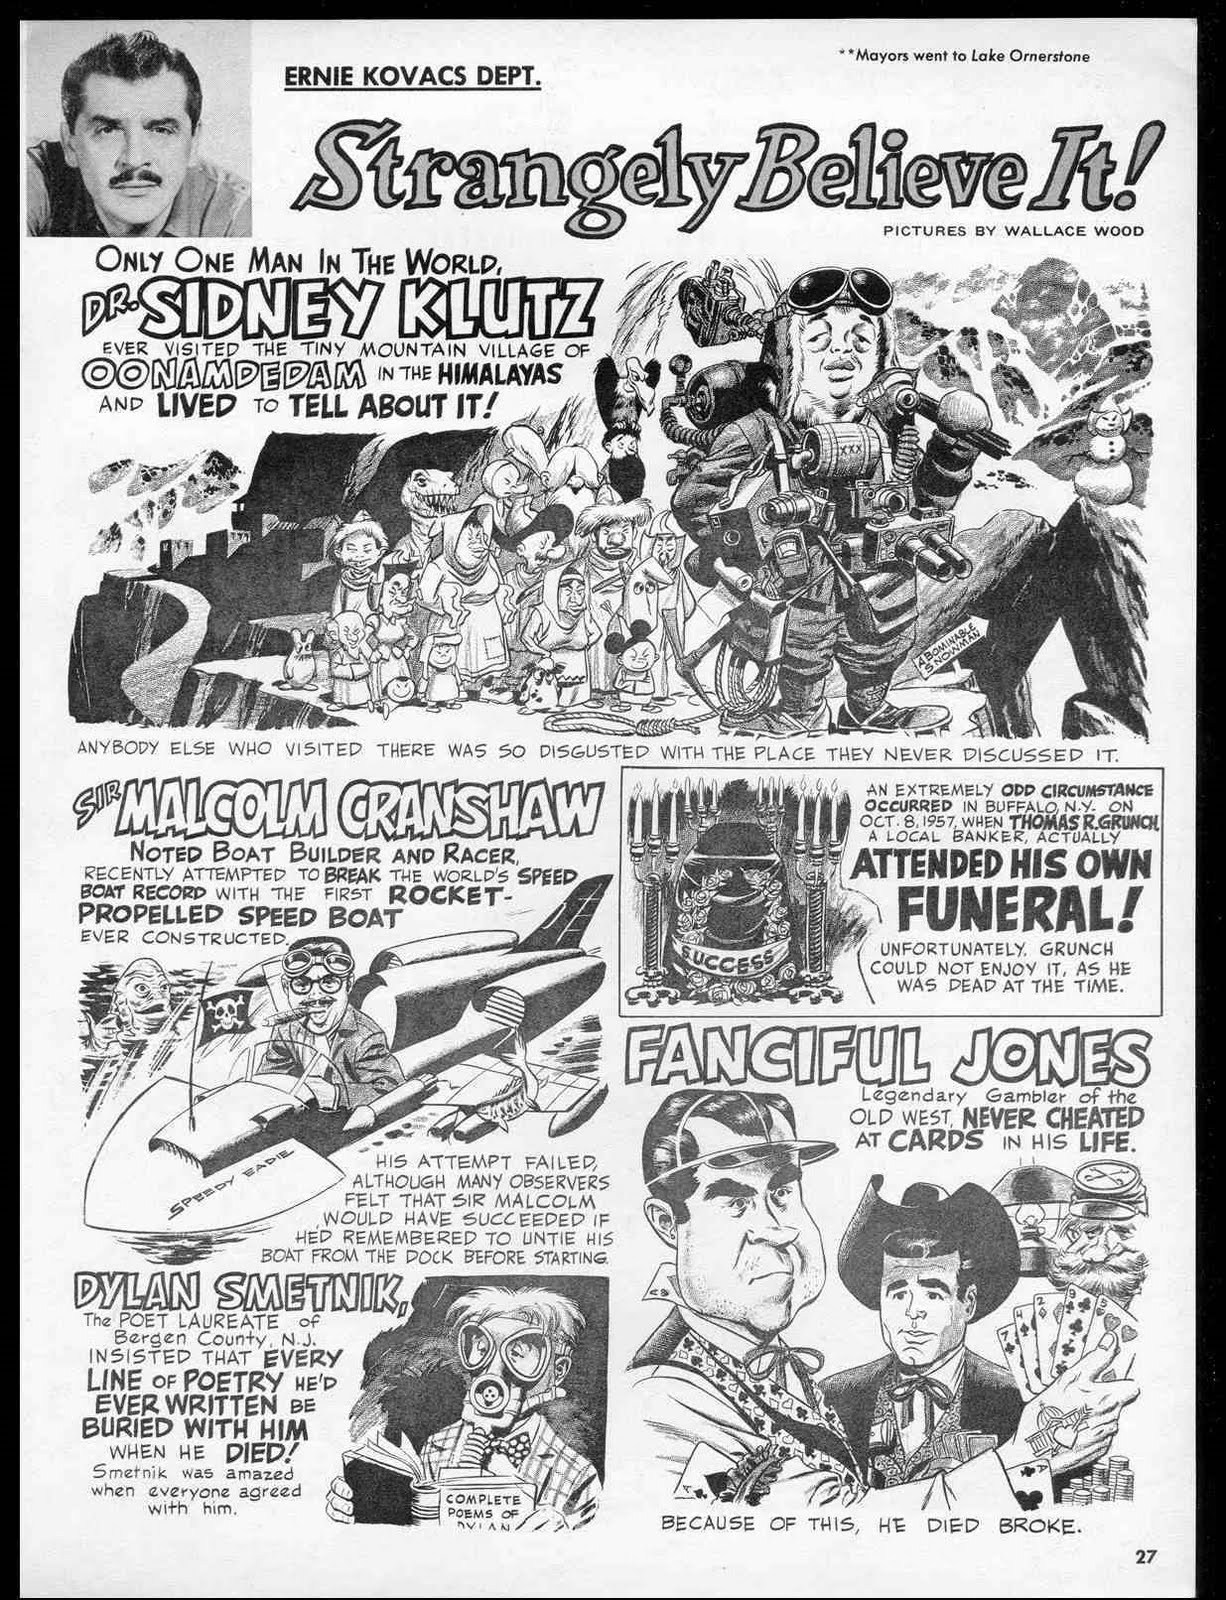 **Mayors went to Lake Ornerstone
ERNIE KOVACS DEPT.
Strangely Believe It!
PICTURES BY WALLACE WOOD
ONLY ONE MAN IN THE WORLD,
DR. SIDNEY KLUTZ
EVER VISITED THE TINY MOUNTAIN VILLAGE OF
OONAMDEDAM IN THE HIMALAYAS
AND LIVED TO TELL ABOUT IT!
XXX
ABOMINABLE
SNOWMAN
ANYBODY ELSE WHO VISITED THERE WAS SO DISGUSTED WITH THE PLACE THEY NEVER DISCUSSED IT.
SIR MALCOLM CRANSHAW
NOTED BOAT BUILDER AND RACER,
RECENTLY ATTEMPTED TO BREAK THE WORLD'S SPEED
BOAT RECORD WITH THE FIRST ROCKET-
PROPELLED SPEED BOAT
EVER CONSTRUCTED.
SPEEDY EADIE
HIS ATTEMPT FAILED,
ALTHOUGH MANY OBSERVERS
FELT THAT SIR MALCOLM
WOULD HAVE SUCCEEDED IF
HE'D REMEMBERED TO UNTIE HIS
BOAT FROM THE DOCK BEFORE STARTING.
AN EXTREMELY ODD CIRCUMSTANCE
OCCURRED IN BUFFALO, N.Y. ON
OCT. 8, 1957, WHEN THOMAS R. GRUNCH,
A LOCAL BANKER, ACTUALLY
ATTENDED HIS OWN
FUNERAL!
UNFORTUNATELY, GRUNCH
COULD NOT ENJOY IT, AS HE
WAS DEAD AT THE TIME.
SUCCESS
FANCIFUL JONES
Legendary Gambler of the
OLD WEST, NEVER CHEATED
AT CARDS IN HIS LIFE.
7
4
2
9
9
A
A
BECAUSE OF THIS, HE DIED BROKE.
DYLAN SMETNIK,
The POET LAUREATE of
Bergen County, N.J.
INSISTED THAT EVERY
LINE OF POETRY HE'D
EVER WRITTEN BE
BURIED WITH HIM
WHEN HE DIED!
Smetnik was amazed
when everyone agreed
with him.
COMPLETE
POEMS OF
DYLAN
27